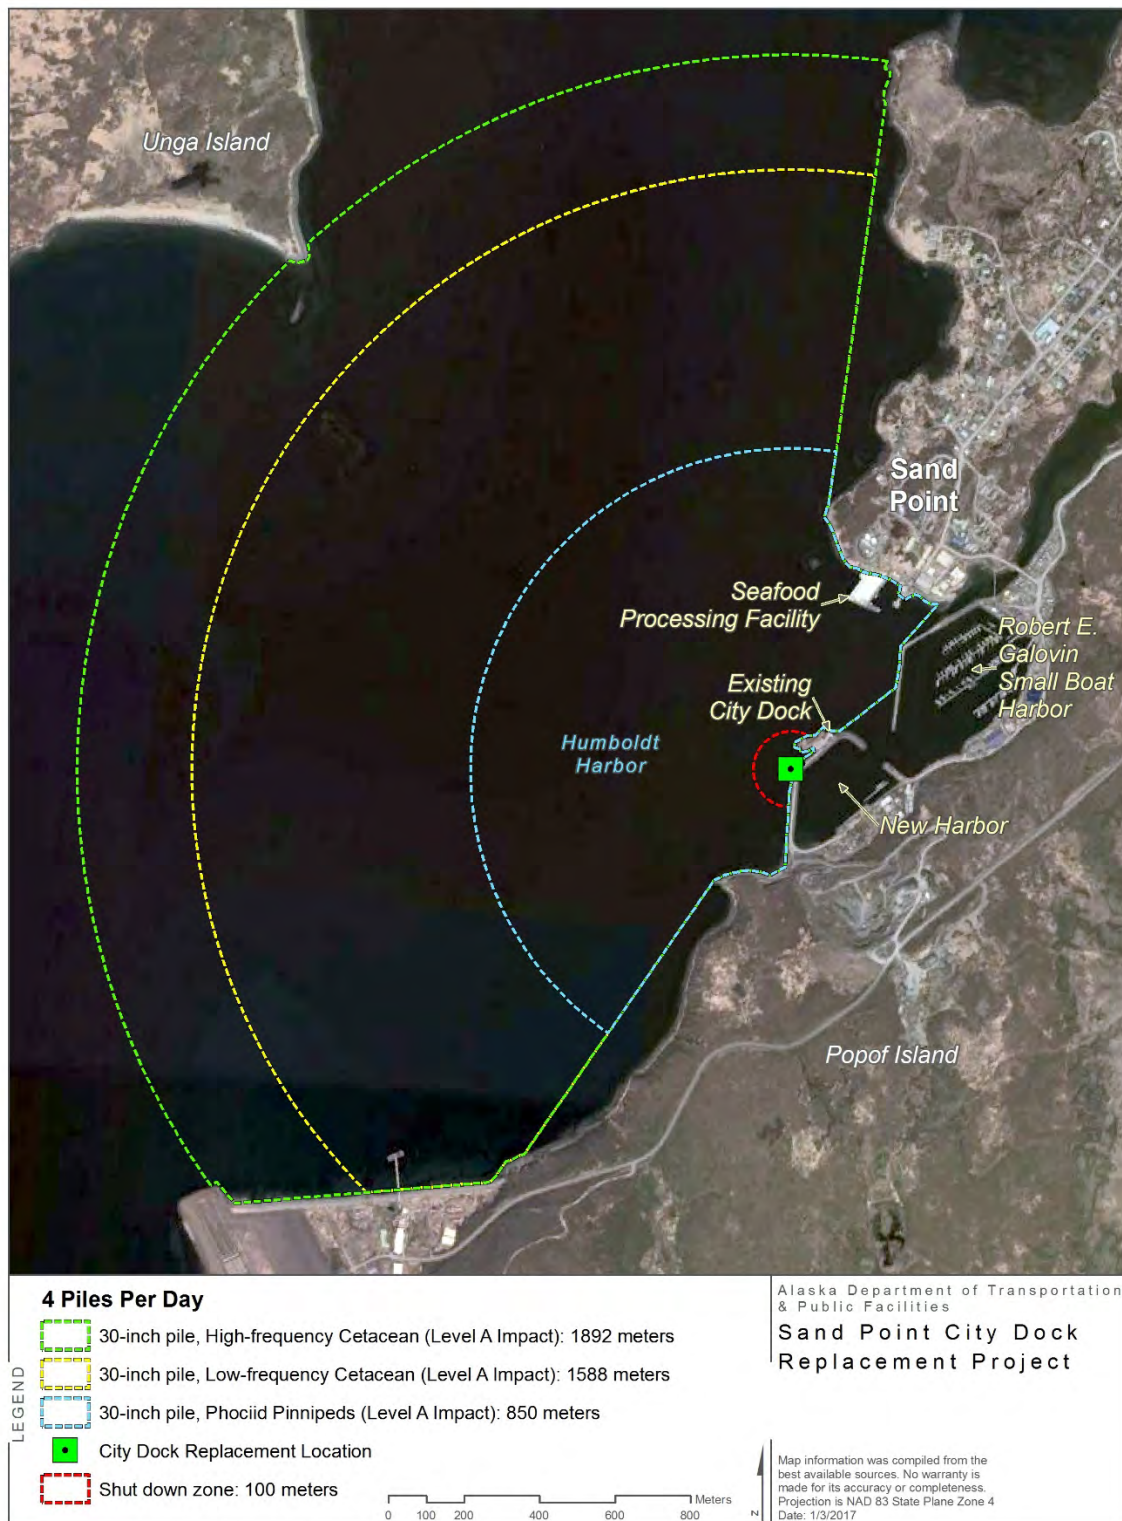 Unga Island
Sand
Point
Seafood
Processing Facility
Robert E.
Galovin
Small Boat
Harbor
Existing
City Dock
Humboldt
Harbor
New Harbor
Popof Island
LEGEND
4 Piles Per Day
30-inch pile, High-frequency Cetacean (Level A Impact): 1892 meters
30-inch pile, Low-frequency Cetacean (Level A Impact): 1588 meters
30-inch pile, Phociid Pinnipeds (Level A Impact): 850 meters
City Dock Replacement Location
Shut down zone: 100 meters
Meters
0 100 200 400 600 800
N
Alaska Department of Transportation
& Public Facilities
Sand Point City Dock
Replacement Project
Map information was compiled from the
best available sources. No warranty is
made for its accuracy or completeness.
Projection is NAD 83 State Plane Zone 4
Date: 1/3/2017